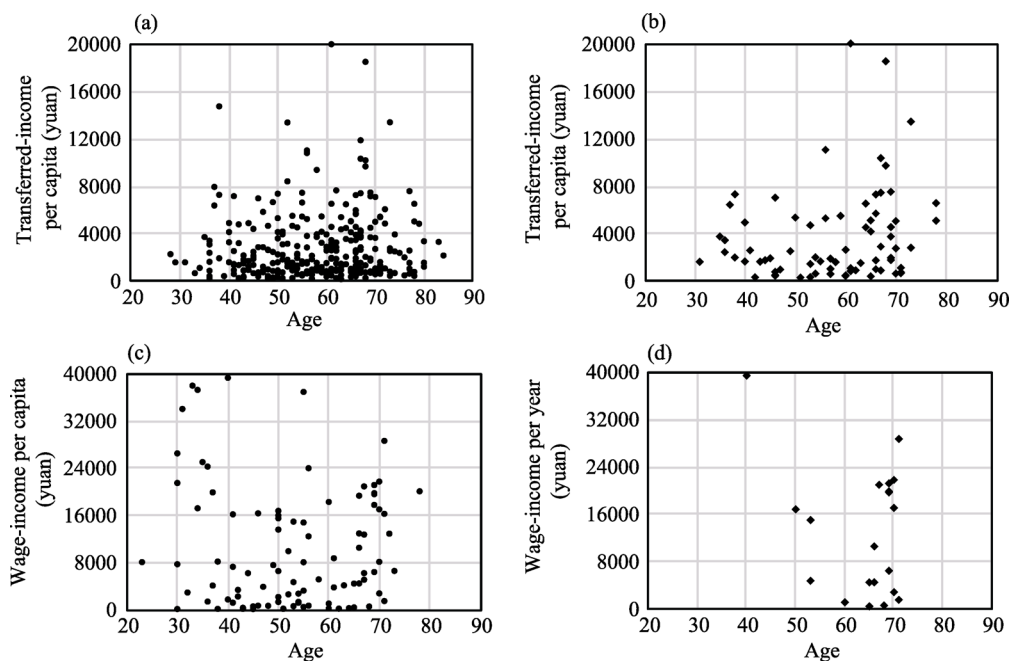 (a)
20000
16000
12000
8000
4000
0
Transferred-income
per capita (yuan)
20 30 40 50 60 70 80 90
Age
(b)
20000
16000
12000
8000
4000
0
Transferred-income
per capita (yuan)
20 30 40 50 60 70 80 90
Age
(c)
40000
32000
24000
16000
8000
0
Wage-income per capita
(yuan)
20 30 40 50 60 70 80 90
Age
(d)
40000
32000
24000
16000
8000
0
Wage-income per year
(yuan)
20 30 40 50 60 70 80 90
Age